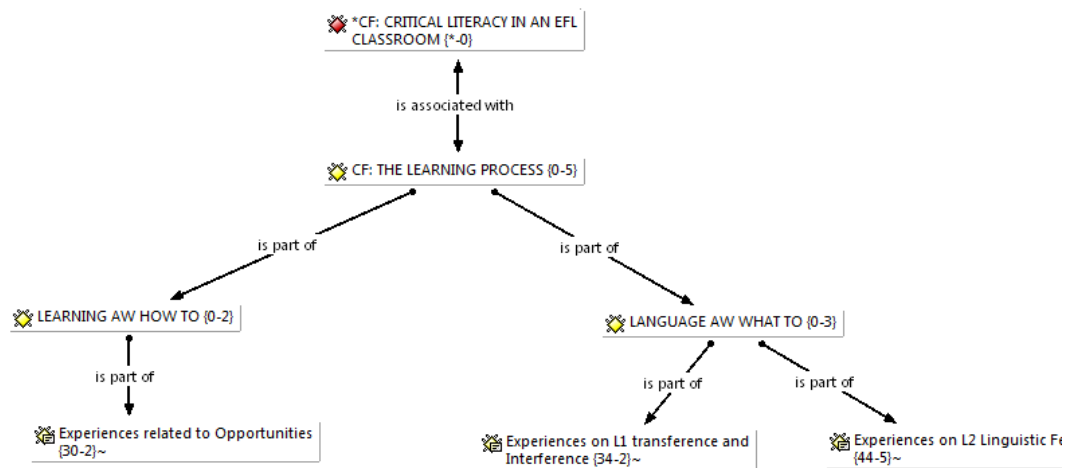 *CF: CRITICAL LITERACY IN AN EFL
CLASSROOM {*-0}
is associated with
CF: THE LEARNING PROCESS {0-5}
is part of
is part of
LEARNING AW HOW TO {0-2}
LANGUAGE AW WHAT TO {0-3}
is part of
is part of
is part of
Experiences related to Opportunities
{30-2}~
Experiences on L1 transference and
Interference {34-2}~
Experiences on L2 Linguistic
{44-5}~